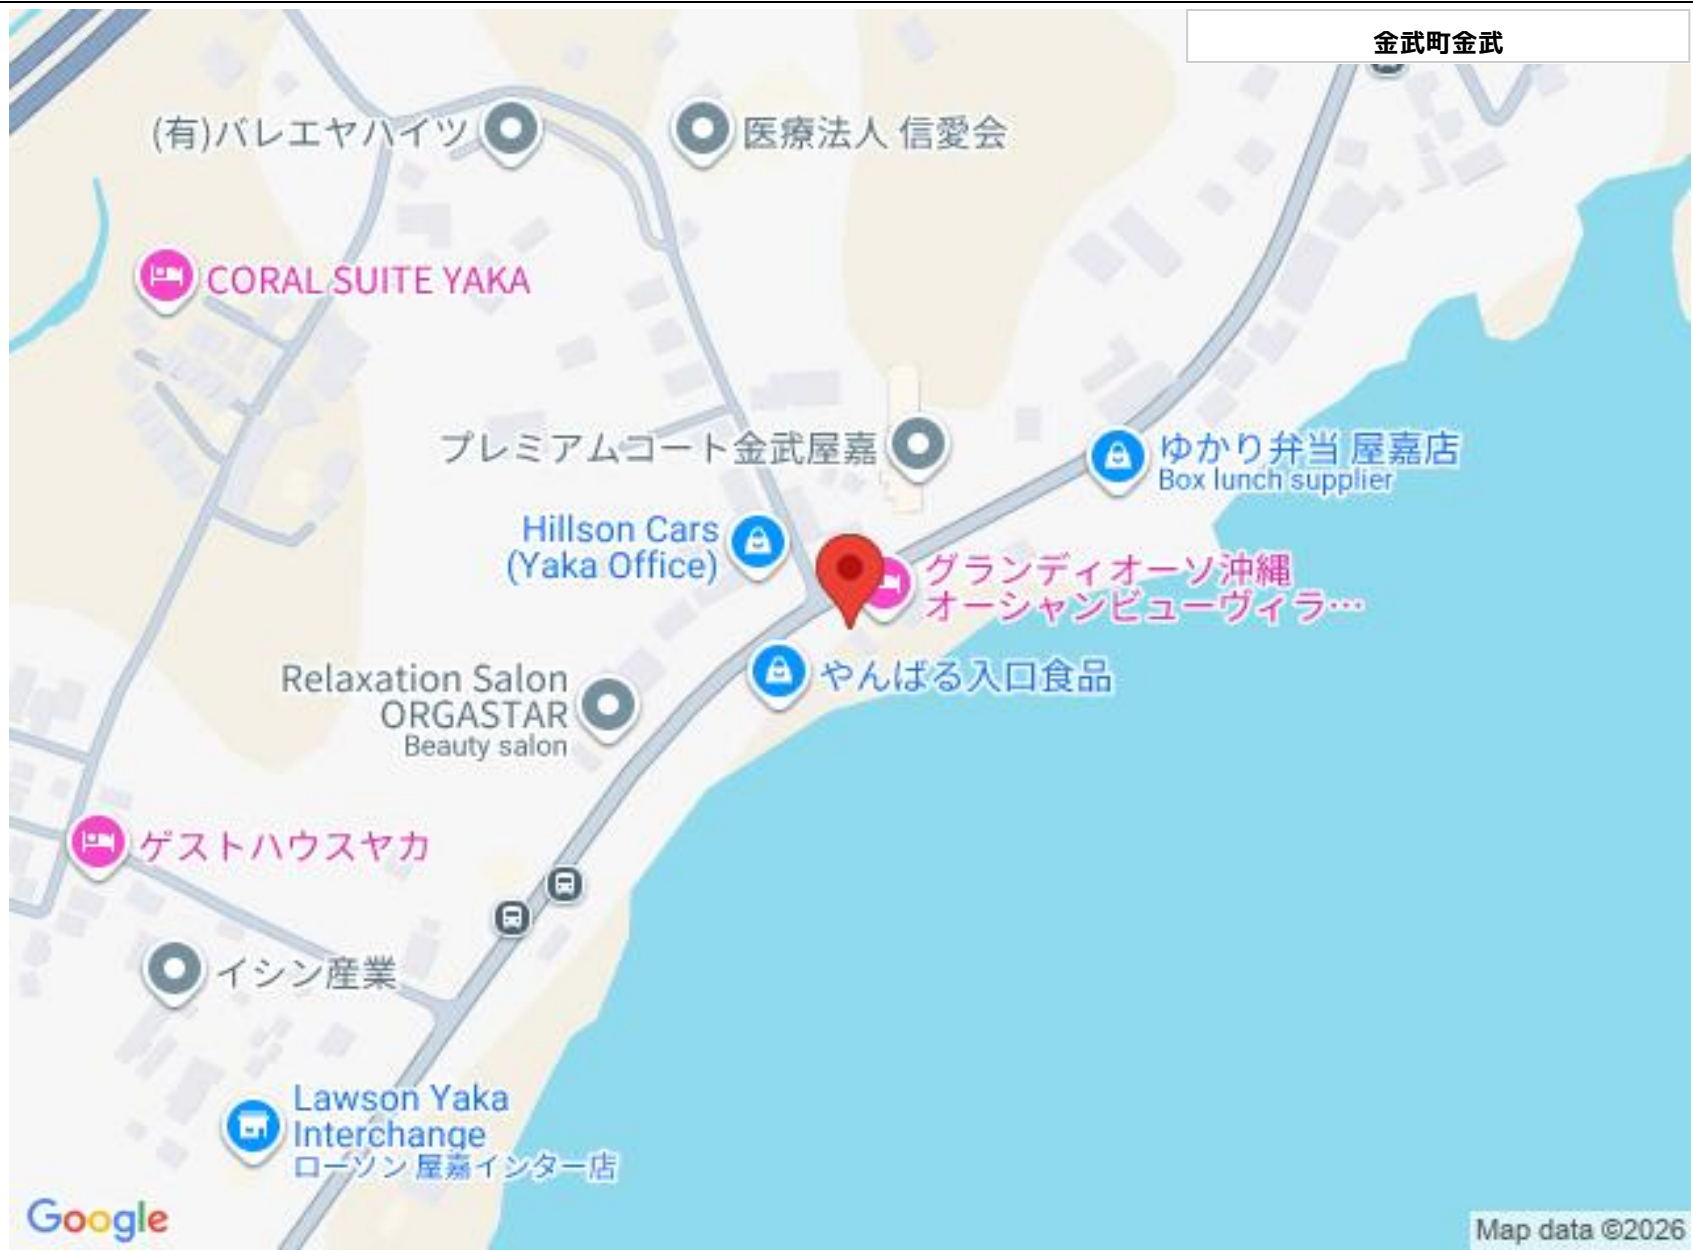 金武町金武
(有)バレエヤハイツ
医療法人 信愛会
CORAL SUITE YAKA
プレミアムコート金武屋嘉
ゆかり弁当 屋嘉店
Box lunch supplier
Hillson Cars
(Yaka Office)
グランディオーソ沖縄
オーシャンビューヴィラ…
やんばる入口食品
Relaxation Salon
ORGASTAR
Beauty salon
ゲストハウスヤカ
イシン産業
Lawson Yaka
Interchange
ローソン 屋嘉インター店
Google
Map data ©2026